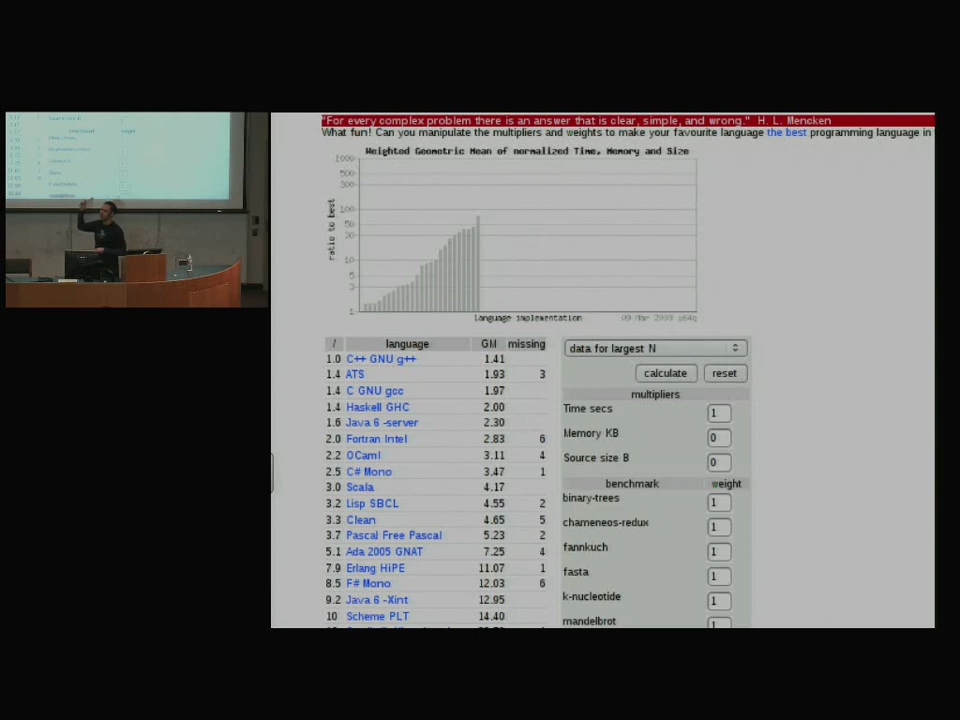 "For every complex problem there is an answer that is clear, simple, and wrong." H. L. Mencken
What fun! Can you manipulate the multipliers and weights to make your favourite language the best programming language in
Weighted Geometric Mean of normalized Time, Memory and Size
1000
500
300
100
50
30
10
5
3
1
ratio to best
language implementation
09 Mar 2009 u64q
/ language GM missing
1.0 C++ GNU g++ 1.41
1.4 ATS 1.93 3
1.4 C GNU gcc 1.97
1.4 Haskell GHC 2.00
1.6 Java 6 -server 2.30
2.0 Fortran Intel 2.83 6
2.2 OCaml 3.11 4
2.5 C# Mono 3.47 1
3.0 Scala 4.17
3.2 Lisp SBCL 4.55 2
3.3 Clean 4.65 5
3.7 Pascal Free Pascal 5.23 2
5.1 Ada 2005 GNAT 7.25 4
7.9 Erlang HiPE 11.07 1
8.5 F# Mono 12.03 6
9.2 Java 6 -Xint 12.95
10 Scheme PLT 14.40
data for largest N
calculate reset
multipliers
Time secs 1
Memory KB 0
Source size B 0
benchmark weight
binary-trees 1
chameneos-redux 1
fannkuch 1
fasta 1
k-nucleotide 1
mandelbrot 1